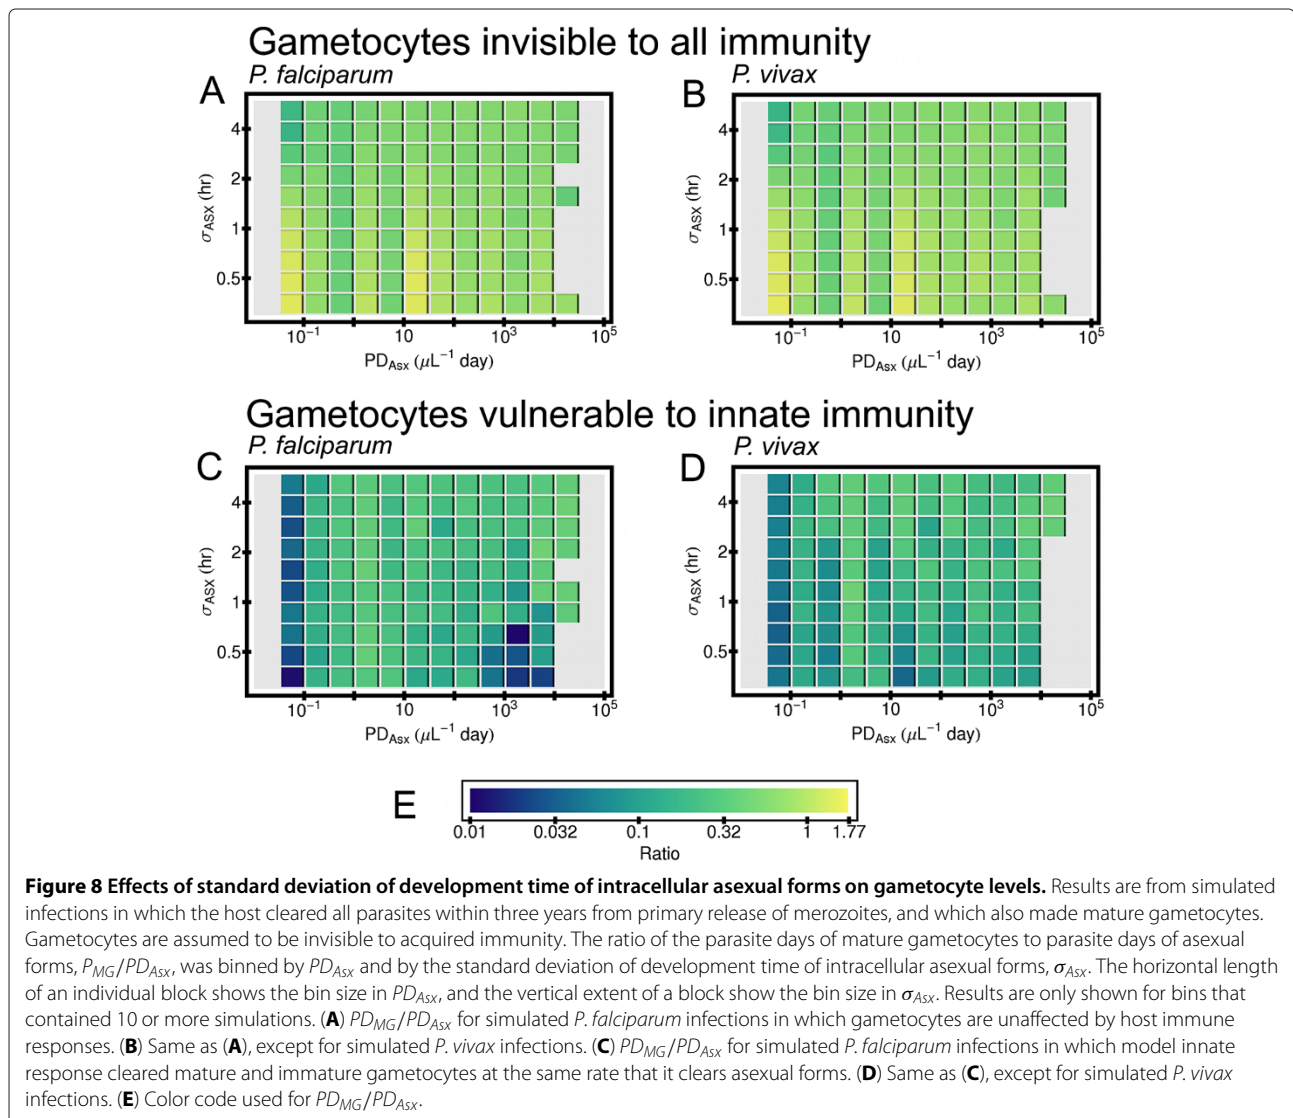 Gametocytes invisible to all immunity
A
P. falciparum
B
P. vivax
4
2
1
0.5
σASX (hr)
10−1
10
103
105
PDAsx (μL−1 day)
4
2
1
0.5
σASX (hr)
10−1
10
103
105
PDAsx (μL−1 day)
Gametocytes vulnerable to innate immunity
C
P. falciparum
D
P. vivax
4
2
1
0.5
σASX (hr)
10−1
10
103
105
PDAsx (μL−1 day)
4
2
1
0.5
σASX (hr)
10−1
10
103
105
PDAsx (μL−1 day)
E
0.01 0.032 0.1 0.32 1 1.77
Ratio
Figure 8 Effects of standard deviation of development time of intracellular asexual forms on gametocyte levels. Results are from simulated
infections in which the host cleared all parasites within three years from primary release of merozoites, and which also made mature gametocytes.
Gametocytes are assumed to be invisible to acquired immunity. The ratio of the parasite days of mature gametocytes to parasite days of asexual
forms, PMG/PDAsx, was binned by PDAsx and by the standard deviation of development time of intracellular asexual forms, σAsx. The horizontal length
of an individual block shows the bin size in PDAsx, and the vertical extent of a block show the bin size in σAsx. Results are only shown for bins that
contained 10 or more simulations. (A) PDMG/PDAsx for simulated P. falciparum infections in which gametocytes are unaffected by host immune
responses. (B) Same as (A), except for simulated P. vivax infections. (C) PDMG/PDAsx for simulated P. falciparum infections in which model innate
response cleared mature and immature gametocytes at the same rate that it clears asexual forms. (D) Same as (C), except for simulated P. vivax
infections. (E) Color code used for PDMG/PDAsx.